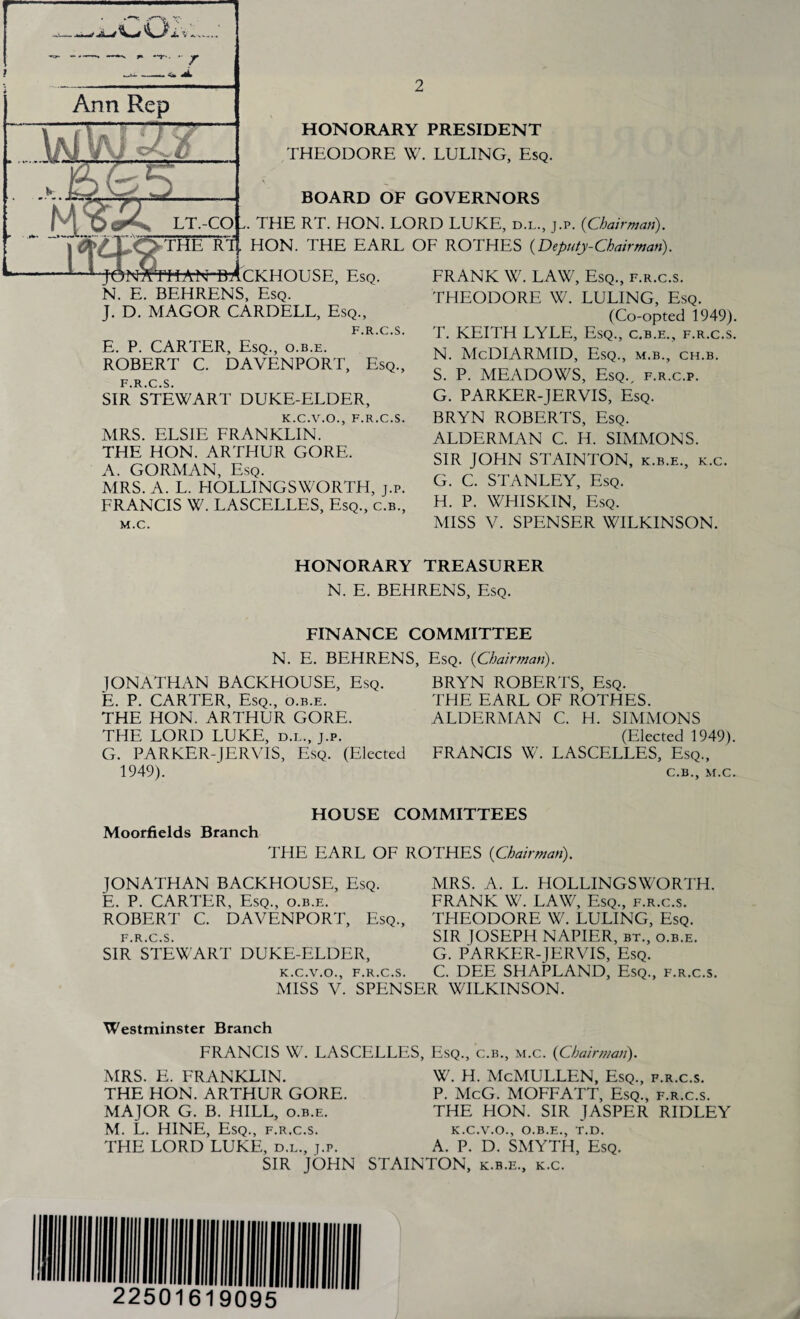 Ann Rep
WW28
.B65
M82
1949
2
HONORARY PRESIDENT
THEODORE W. LULING, Esq.
BOARD OF GOVERNORS
LT.-COL. THE RT. HON. LORD LUKE, D.L., J.P. (Chairman).
THE RT. HON. THE EARL OF ROTHES (Deputy-Chairman).
JONATHAN BACKHOUSE, Esq.
N. E. BEHRENS, Esq.
J. D. MAGOR CARDELL, Esq.,
F.R.C.S.
E. P. CARTER, Esq., O.B.E.
ROBERT C. DAVENPORT, Esq.,
F.R.C.S.
SIR STEWART DUKE-ELDER,
K.C.V.O., F.R.C.S.
MRS. ELSIE FRANKLIN.
THE HON. ARTHUR GORE.
A. GORMAN, Esq.
MRS. A. L. HOLLINGSWORTH, J.P.
FRANCIS W. LASCELLES, Esq., C.B.,
M.C.
FRANK W. LAW, Esq., F.R.C.S.
THEODORE W. LULING, Esq.
(Co-opted 1949).
T. KEITH LYLE, Esq., C.B.E., F.R.C.S.
N. McDIARMID, Esq., M.B., CH.B.
S. P. MEADOWS, Esq., F.R.C.P.
G. PARKER-JERVIS, Esq.
BRYN ROBERTS, Esq.
ALDERMAN C. H. SIMMONS.
SIR JOHN STAINTON, K.B.E., K.C.
G. C. STANLEY, Esq.
H. P. WHISKIN, Esq.
MISS V. SPENSER WILKINSON.
HONORARY TREASURER
N. E. BEHRENS, Esq.
FINANCE COMMITTEE
N. E. BEHRENS, Esq. (Chairman).
JONATHAN BACKHOUSE, Esq.
E. P. CARTER, Esq., O.B.E.
THE HON. ARTHUR GORE.
THE LORD LUKE, D.L., J.P.
G. PARKER-JERVIS, Esq. (Elected
1949).
BRYN ROBERTS, Esq.
THE EARL OF ROTHES.
ALDERMAN C. H. SIMMONS
(Elected 1949).
FRANCIS W. LASCELLES, Esq.,
C.B., M.C.
HOUSE COMMITTEES
Moorfields Branch
THE EARL OF ROTHES (Chairman).
JONATHAN BACKHOUSE, Esq.
E. P. CARTER, Esq., O.B.E.
ROBERT C. DAVENPORT, Esq.,
F.R.C.S.
SIR STEWART DUKE-ELDER,
K.C.V.O., F.R.C.S.
MRS. A. L. HOLLINGSWORTH.
FRANK W. LAW, Esq., F.R.C.S.
THEODORE W. LULING, Esq.
SIR JOSEPH NAPIER, BT., O.B.E.
G. PARKER-JERVIS, Esq.
C. DEE SHAPLAND, Esq., F.R.C.S.
MISS V. SPENSER WILKINSON.
Westminster Branch
FRANCIS W. LASCELLES, Esq., C.B., M.C. (Chairman).
MRS. E. FRANKLIN.
THE HON. ARTHUR GORE.
MAJOR G. B. HILL, O.B.E.
M. L. HINE, Esq., F.R.C.S.
THE LORD LUKE, D.L., J.P.
W. H. McMULLEN, Esq., F.R.C.S.
P. McG. MOFFATT, Esq., F.R.C.S.
THE HON. SIR JASPER RIDLEY
K.C.V.O., O.B.E., T.D.
A. P. D. SMYTH, Esq.
SIR JOHN STAINTON, K.B.E., K.C.
22501619095